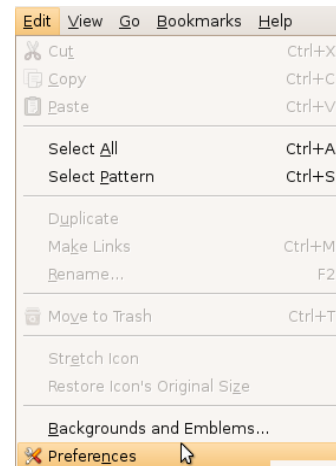 Edit View Go Bookmarks Help
Cut Ctrl+X
Copy Ctrl+C
Paste Ctrl+V
Select All Ctrl+A
Select Pattern Ctrl+S
Duplicate
Make Links Ctrl+M
Rename... F2
Move to Trash Ctrl+T
Stretch Icon
Restore Icon's Original Size
Backgrounds and Emblems...
Preferences